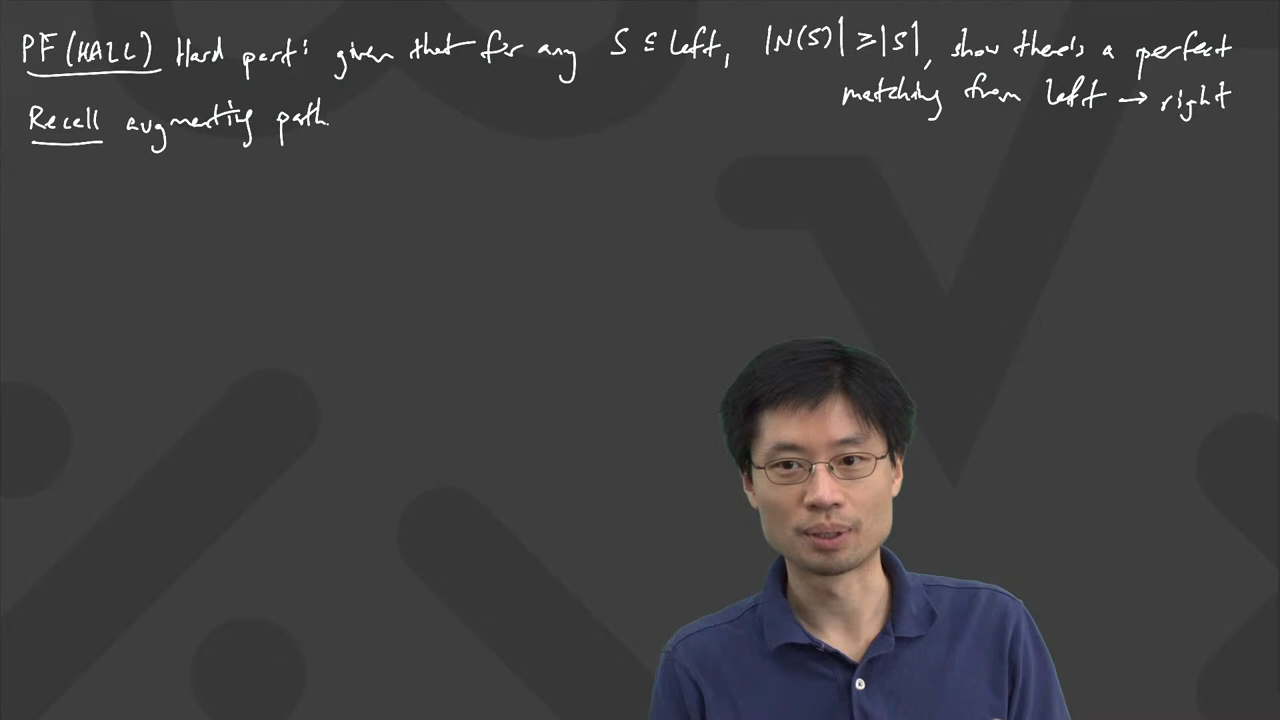 PF (HALL) Hard part: given that for any S ⊆ left, |N(S)| ≥ |S|, show there's a perfect
matching from left → right
Recall augmenting path.